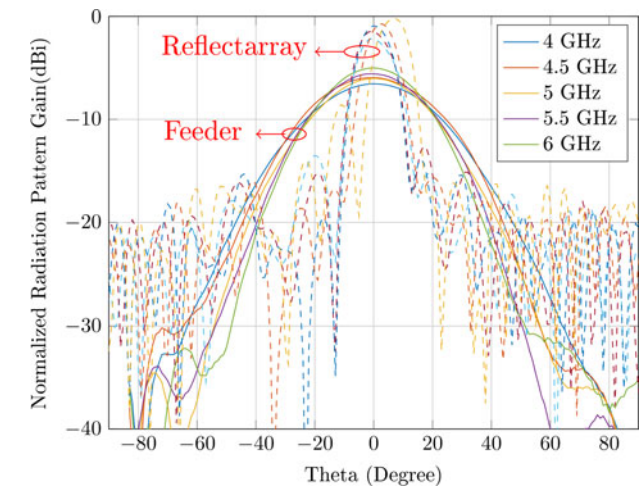 Normalized Radiation Pattern Gain(dBi)
0
−10
−20
−30
−40
Reflectarray
Feeder
4 GHz
4.5 GHz
5 GHz
5.5 GHz
6 GHz
−80 −60 −40 −20 0 20 40 60 80
Theta (Degree)